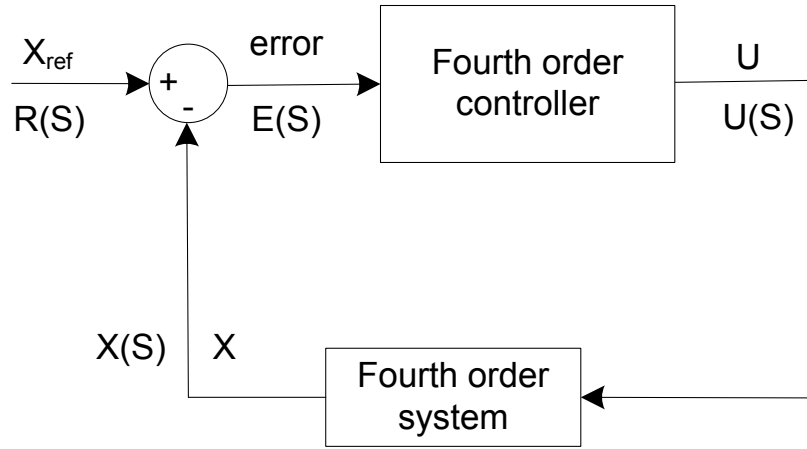 X_ref
error
Fourth order
controller
U
+
-
R(S)
E(S)
U(S)
X(S)
X
Fourth order
system